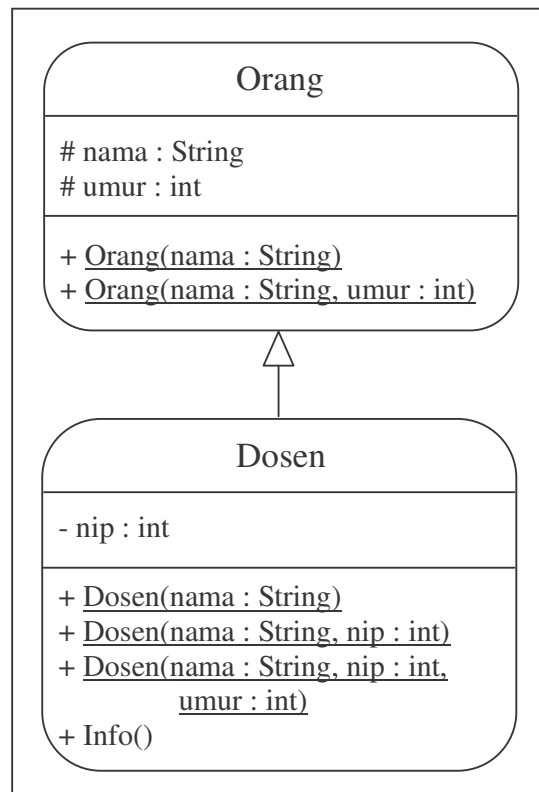 Orang
# nama : String
# umur : int
+ Orang(nama : String)
+ Orang(nama : String, umur : int)
Dosen
- nip : int
+ Dosen(nama : String)
+ Dosen(nama : String, nip : int)
+ Dosen(nama : String, nip : int,
umur : int)
+ Info()